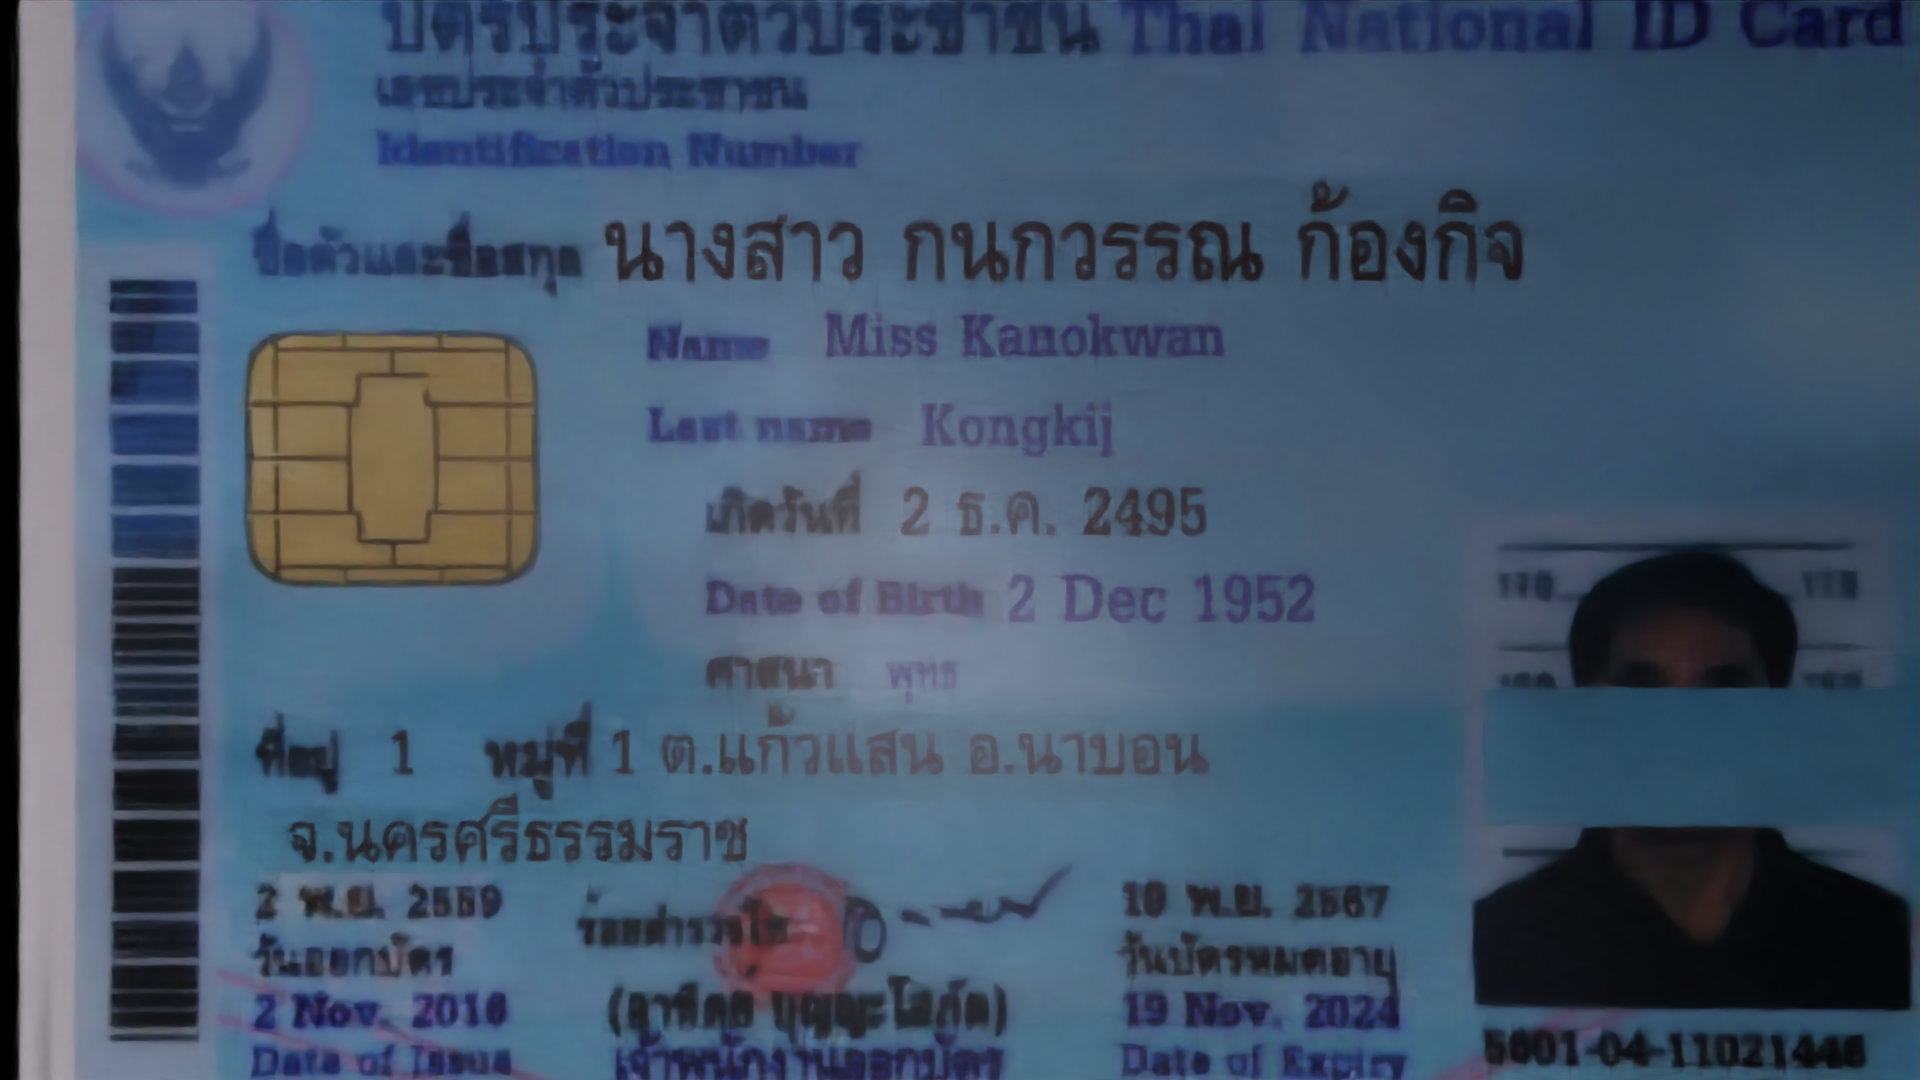 บัตรประจำตัวประชาชน Thai National ID Card
เลขประจำตัวประชาชน
Identification Number
ชื่อตัวและชื่อสกุล นางสาว กนกวรรณ ก้องกิจ
Name Miss Kanokwan
Last name Kongkij
เกิดวันที่ 2 ธ.ค. 2495
Date of Birth 2 Dec 1952
ศาสนา พุทธ
ที่อยู่ 1 หมู่ที่ 1 ต.แก้วแสน อ.นาบอน
จ.นครศรีธรรมราช
2 พ.ย. 2559
วันออกบัตร
2 Nov. 2016
Date of Issue
ร้อยตำรวจโท
เจ้าพนักงานออกบัตร
พ.ย. 2567
วันบัตรหมดอายุ
19 Nov. 2024
Date of Expiry